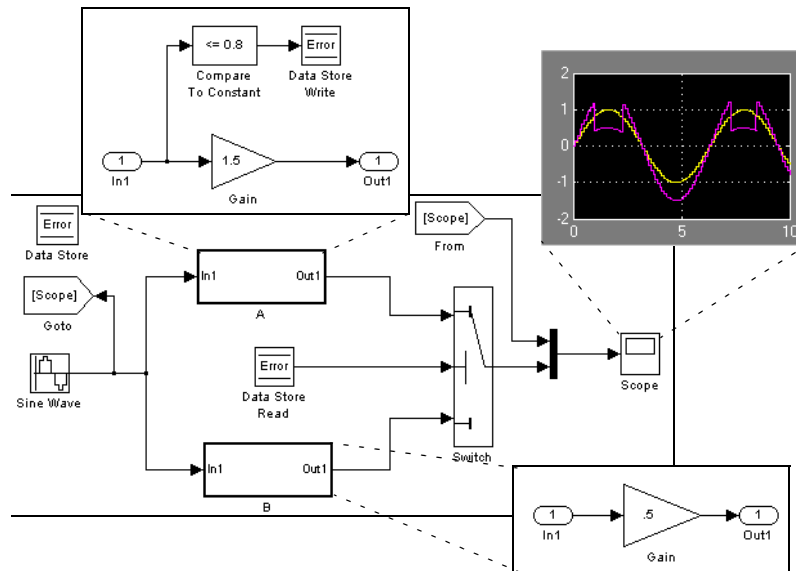 <= 0.8
Error
Compare
To Constant
Data Store
Write
1
In1
1.5
Gain
1
Out1
2
1
0
-1
-2
0
5
10
Error
Data Store
[Scope]
From
[Scope]
Goto
In1
Out1
A
Sine Wave
Error
Data Store
Read
Switch
Scope
In1
Out1
B
1
In1
.5
Gain
1
Out1